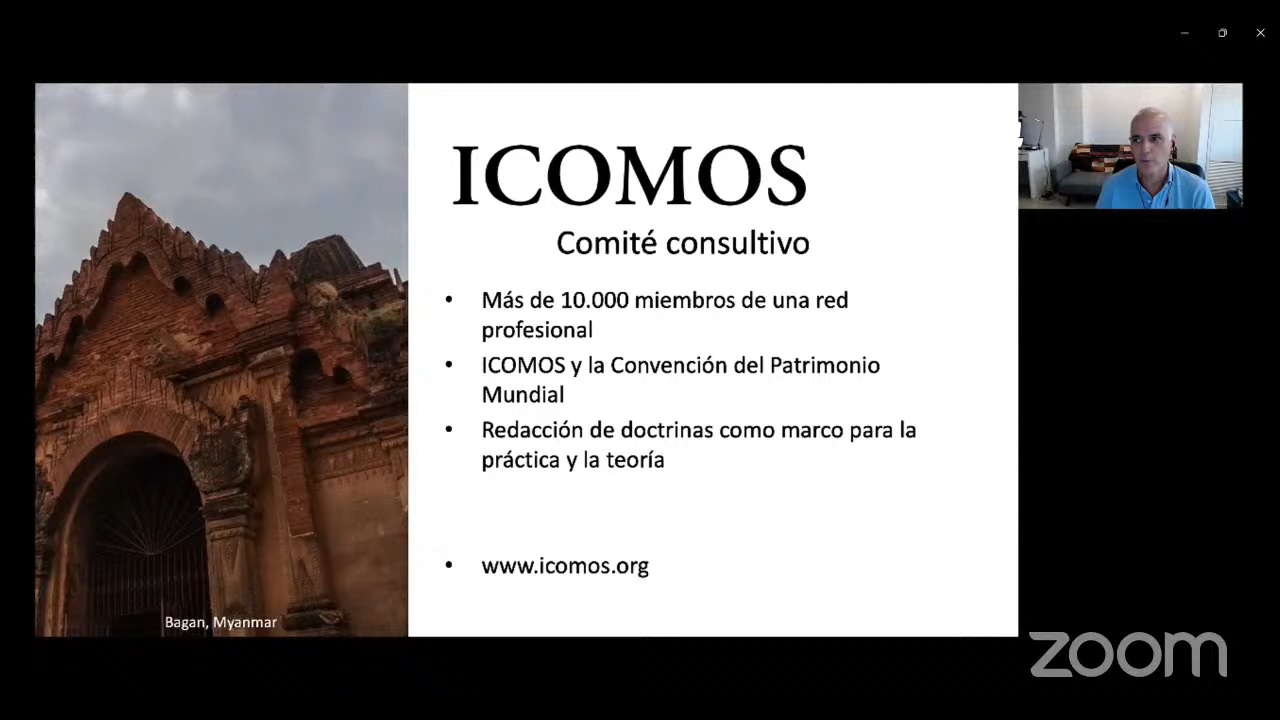 ICOMOS
Comité consultivo
• Más de 10.000 miembros de una red
profesional
• ICOMOS y la Convención del Patrimonio
Mundial
• Redacción de doctrinas como marco para la
práctica y la teoría
• www.icomos.org
Bagan, Myanmar
zoom